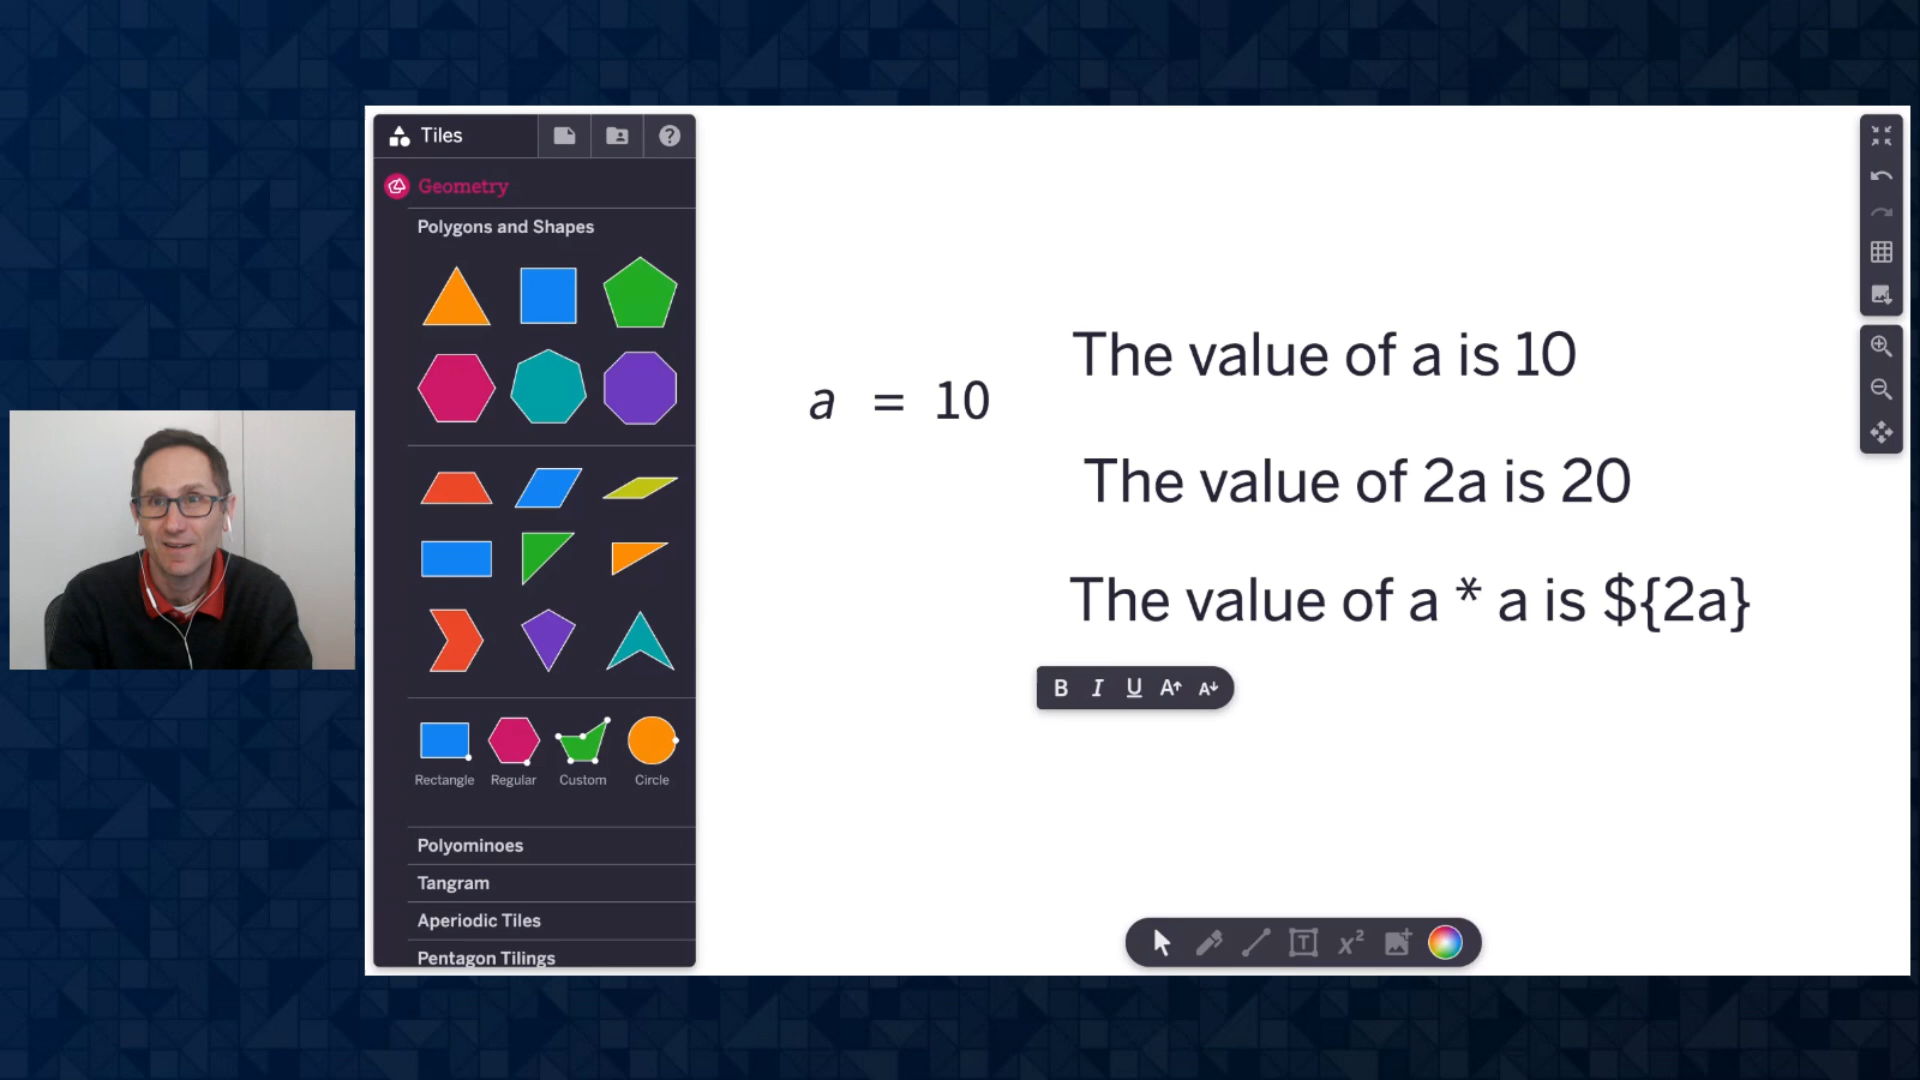 Tiles
Geometry
Polygons and Shapes
Rectangle
Regular
Custom
Circle
Polyominoes
Tangram
Aperiodic Tiles
Pentagon Tilings
a = 10
The value of a is 10
The value of 2a is 20
The value of a * a is ${2a}
B I U A A
T x²